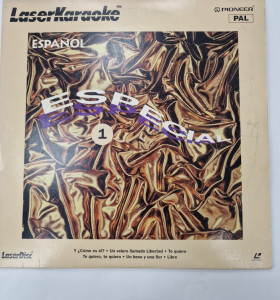 LaserKaraoke™
PIONEER
PAL
ESPAÑOL
ESPECIAL
1
LaserDisc
Y ¿Cómo es él? • Un velero llamado Libertad • Te quiero
Te quiero, te quiero • Un beso y una flor • Libre